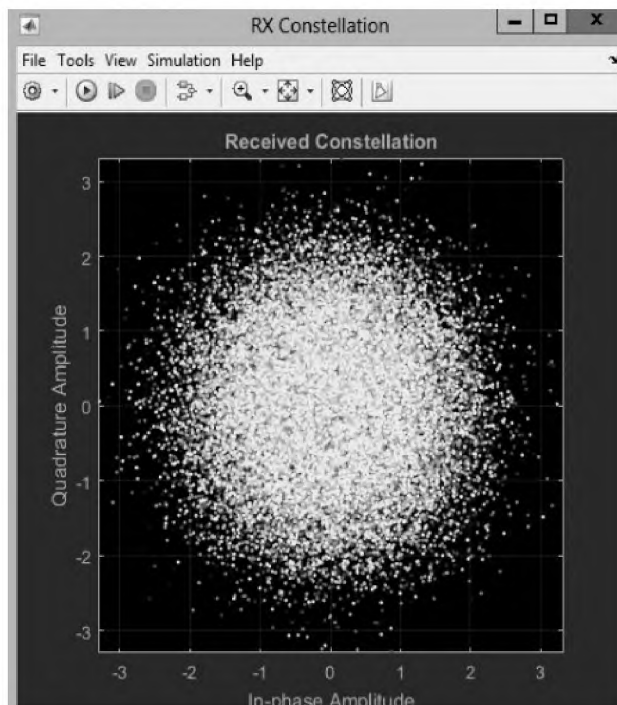 RX Constellation
File Tools View Simulation Help
Received Constellation
Quadrature Amplitude
3
2
1
0
-1
-2
-3
-3 -2 -1 0 1 2 3
In-phase Amplitude